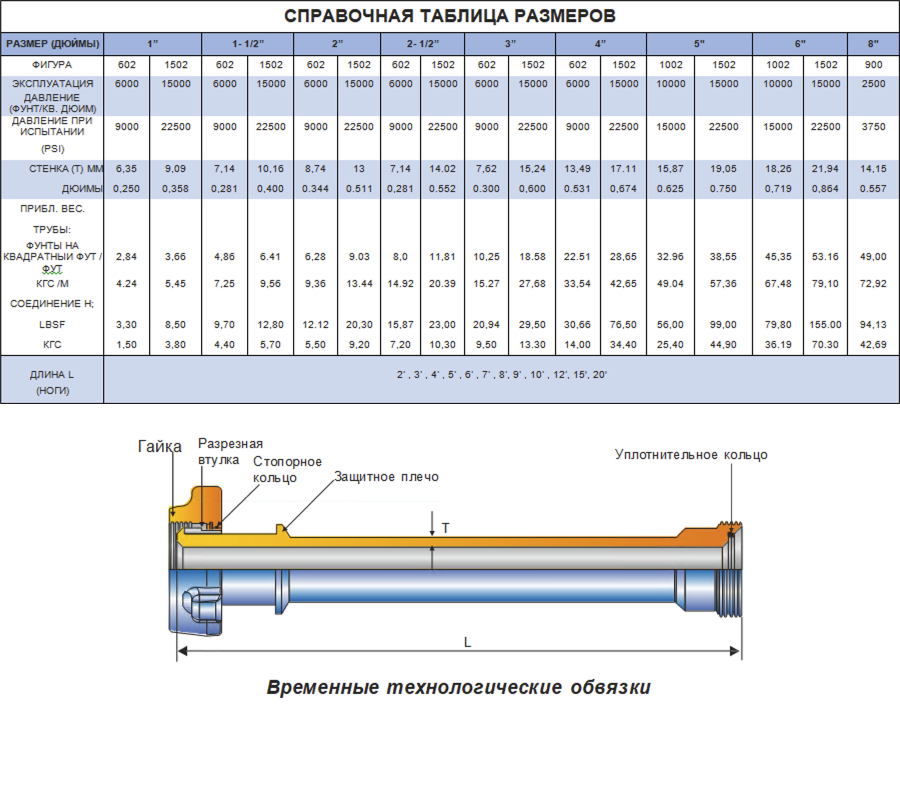 СПРАВОЧНАЯ ТАБЛИЦА РАЗМЕРОВ
РАЗМЕР (ДЮЙМЫ) 1” 1- 1/2” 2” 2- 1/2” 3” 4” 5" 6" 8"
ФИГУРА 602 1502 602 1502 602 1502 602 1502 602 1502 602 1502 1002 1502 1002 1502 900
ЭКСПЛУАТАЦИЯ 6000 15000 6000 15000 6000 15000 6000 15000 6000 15000 6000 15000 10000 15000 10000 15000 2500
ДАВЛЕНИЕ
(ФУНТ/КВ. ДЮИМ)
ДАВЛЕНИЕ ПРИ 9000 22500 9000 22500 9000 22500 9000 22500 9000 22500 9000 22500 15000 22500 15000 22500 3750
ИСПЫТАНИИ
(PSI)
СТЕНКА (T) ММ 6,35 9,09 7,14 10,16 8,74 13 7,14 14.02 7,62 15,24 13,49 17.11 15,87 19,05 18,26 21,94 14,15
ДЮИМЫ 0,250 0,358 0,281 0,400 0.344 0.511 0,281 0.552 0.300 0,600 0.531 0,674 0.625 0.750 0,719 0,864 0.557
ПРИБЛ. ВЕС.
ТРУБЫ:
ФУНТЫ НА
КВАДРАТНЫЙ ФУТ / 2,84 3,66 4,86 6.41 6,28 9.03 8,0 11,81 10,25 18.58 22.51 28,65 32.96 38,55 45,35 53.16 49,00
ФУТ
КГС /М 4.24 5,45 7,25 9,56 9,36 13.44 14.92 20.39 15.27 27,68 33,54 42,65 49.04 57,36 67,48 79,10 72,92
СОЕДИНЕНИЕ H;
LBSF 3,30 8,50 9,70 12,80 12.12 20,30 15,87 23,00 20,94 29,50 30,66 76,50 56,00 99,00 79,80 155.00 94,13
КГС 1,50 3,80 4,40 5,70 5,50 9,20 7,20 10,30 9,50 13.30 14,00 34,40 25,40 44,90 36.19 70.30 42,69
ДЛИНА L 2' , 3' , 4' , 5' , 6' , 7' , 8', 9' , 10' , 12', 15', 20'
(НОГИ)
Гайка
Разрезная
втулка
Стопорное
кольцо
Защитное плечо
Уплотнительное кольцо
T
L
Временные технологические обвязки